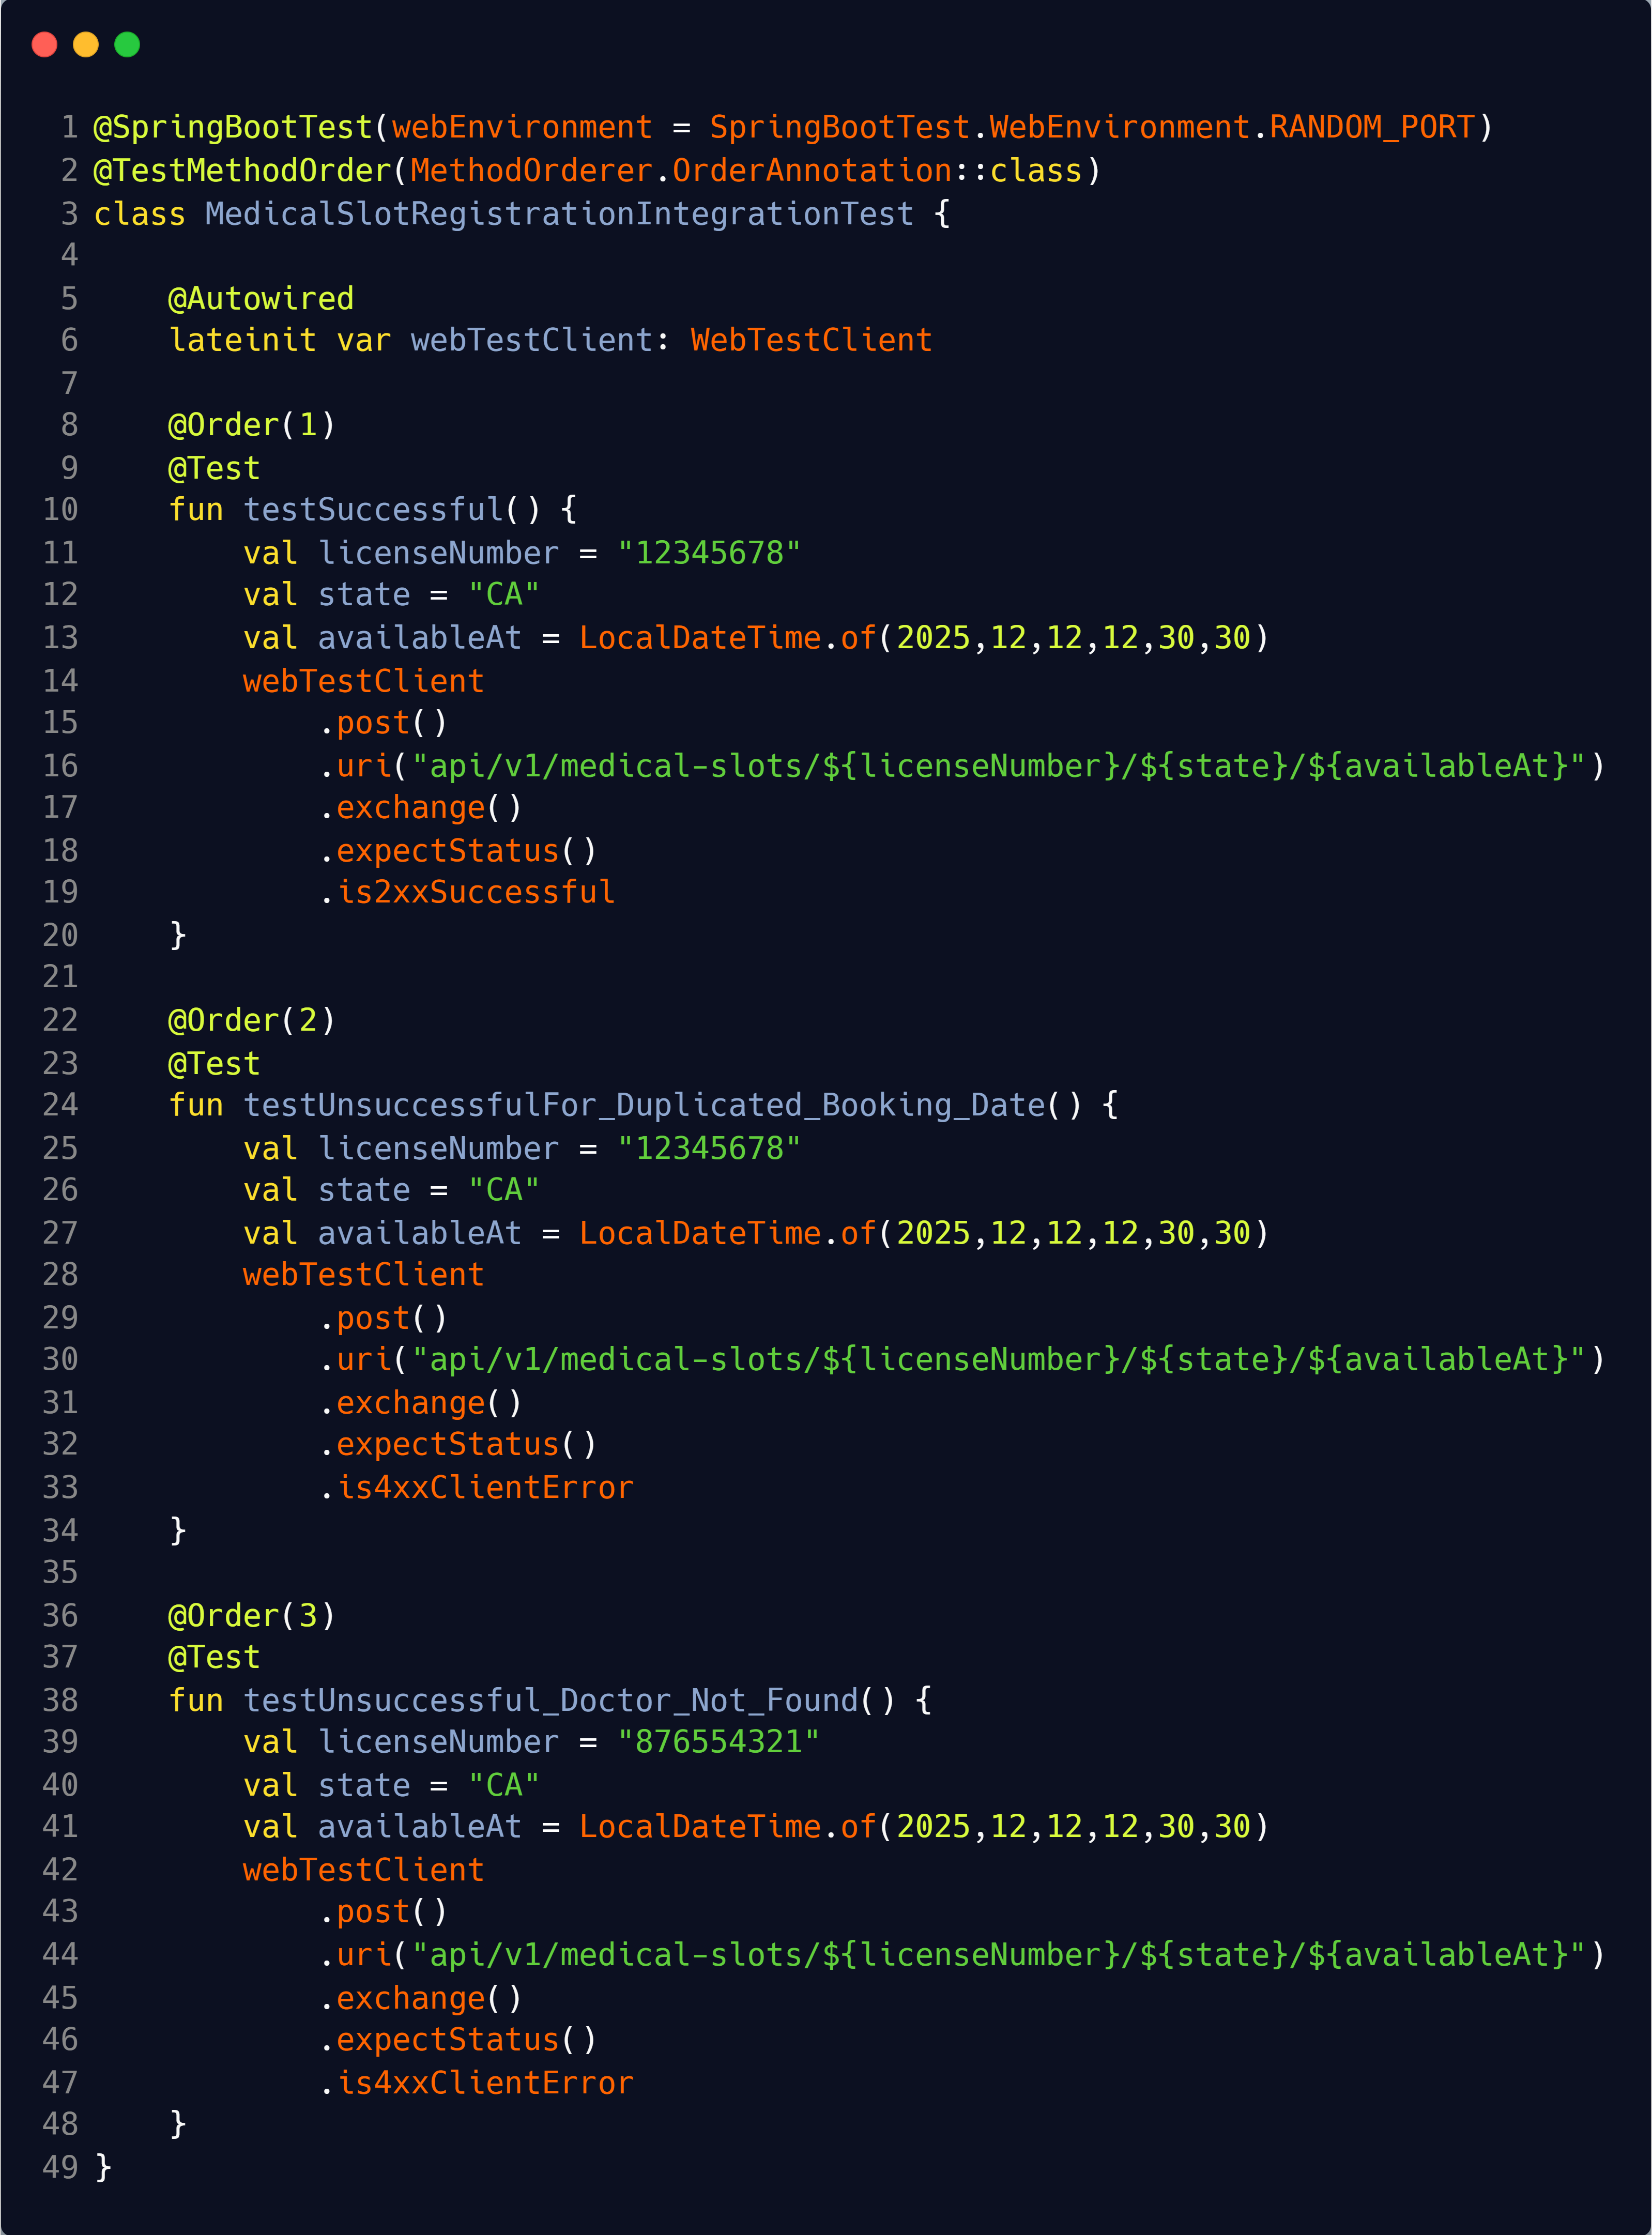 1 @SpringBootTest(webEnvironment = SpringBootTest.WebEnvironment.RANDOM_PORT)
2 @TestMethodOrder(MethodOrderer.OrderAnnotation::class)
3 class MedicalSlotRegistrationIntegrationTest {
4
5     @Autowired
6     lateinit var webTestClient: WebTestClient
7
8     @Order(1)
9     @Test
10     fun testSuccessful() {
11         val licenseNumber = "12345678"
12         val state = "CA"
13         val availableAt = LocalDateTime.of(2025,12,12,12,30,30)
14         webTestClient
15             .post()
16             .uri("api/v1/medical-slots/${licenseNumber}/${state}/${availableAt}")
17             .exchange()
18             .expectStatus()
19             .is2xxSuccessful
20     }
21
22     @Order(2)
23     @Test
24     fun testUnsuccessfulFor_Duplicated_Booking_Date() {
25         val licenseNumber = "12345678"
26         val state = "CA"
27         val availableAt = LocalDateTime.of(2025,12,12,12,30,30)
28         webTestClient
29             .post()
30             .uri("api/v1/medical-slots/${licenseNumber}/${state}/${availableAt}")
31             .exchange()
32             .expectStatus()
33             .is4xxClientError
34     }
35
36     @Order(3)
37     @Test
38     fun testUnsuccessful_Doctor_Not_Found() {
39         val licenseNumber = "876554321"
40         val state = "CA"
41         val availableAt = LocalDateTime.of(2025,12,12,12,30,30)
42         webTestClient
43             .post()
44             .uri("api/v1/medical-slots/${licenseNumber}/${state}/${availableAt}")
45             .exchange()
46             .expectStatus()
47             .is4xxClientError
48     }
49 }